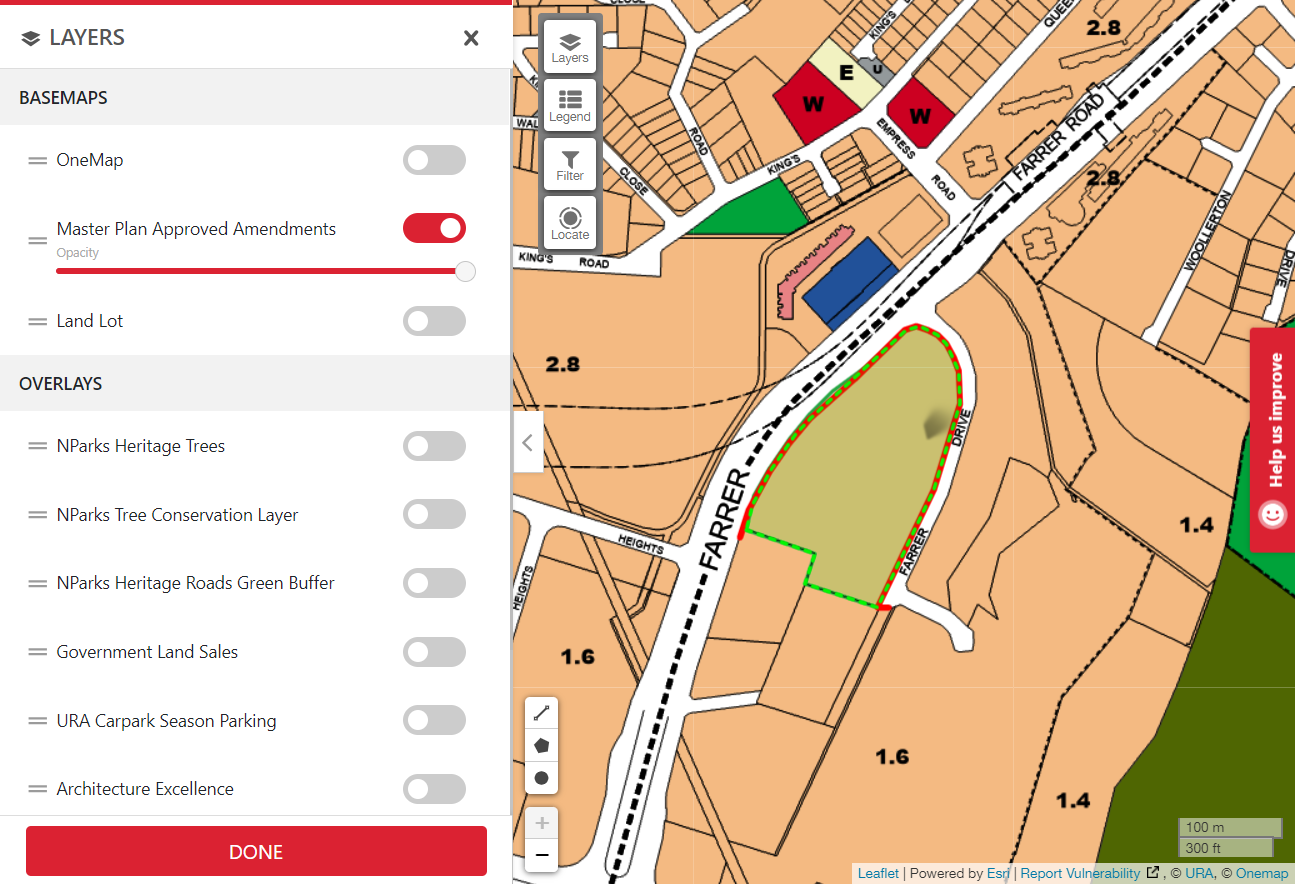 LAYERS
BASEMAPS
OneMap
Master Plan Approved Amendments
Opacity
Land Lot
OVERLAYS
NParks Heritage Trees
NParks Tree Conservation Layer
NParks Heritage Roads Green Buffer
Government Land Sales
URA Carpark Season Parking
Architecture Excellence
DONE
Layers
Legend
Filter
Locate
CLOSE
KING'S
QUEEN
2.8
E
U
W
W
WAL
ROAD
EMPRESS
ROAD
FARRER ROAD
KING'S
CLOSE
2.8
WOOLLERTON
DRIVE
KING'S ROAD
2.8
DRIVE
FARRER
FARRER
HEIGHTS
HEIGHTS
1.4
1.6
1.6
1.4
Help us improve
+
−
100 m
300 ft
Leaflet | Powered by Esri | Report Vulnerability , © URA, © Onemap